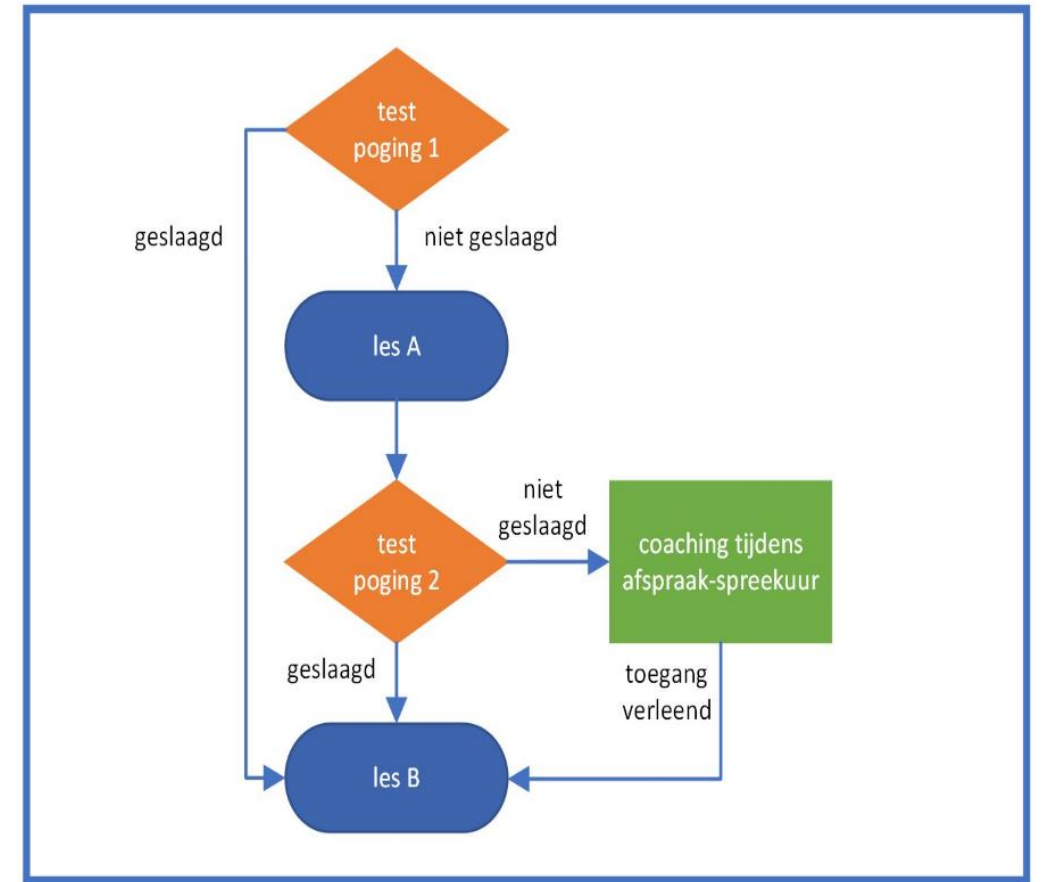 test
poging 1
geslaagd
niet geslaagd
les A
test
poging 2
niet
geslaagd
coaching tijdens
afspraak-spreekuur
geslaagd
toegang
verleend
les B